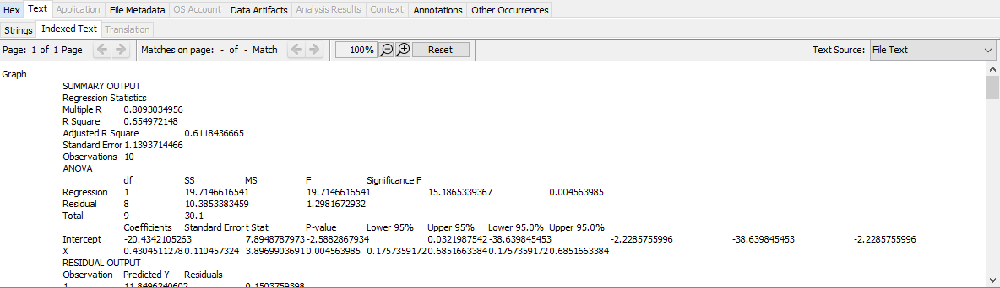 Hex Text Application File Metadata OS Account Data Artifacts Analysis Results Context Annotations Other Occurrences
Strings Indexed Text Translation
Page: 1 of 1 Page Matches on page: - of - Match 100% Reset Text Source: File Text
Graph
SUMMARY OUTPUT
Regression Statistics
Multiple R 0.8093034956
R Square 0.654972148
Adjusted R Square 0.6118436665
Standard Error 1.1393714466
Observations 10
ANOVA
df SS MS F Significance F
Regression 1 19.7146616541 19.7146616541 15.1865339367 0.004563985
Residual 8 10.3853383459 1.2981672932
Total 9 30.1
Coefficients Standard Error t Stat P-value Lower 95% Upper 95% Lower 95.0% Upper 95.0%
Intercept -20.4342105263 7.8948787973 -2.5882867934 0.0321987542 -38.639845453 -2.2285755996 -38.639845453 -2.2285755996
X 0.4304511278 0.110457324 3.8969903691 0.004563985 0.1757359172 0.6851663384 0.1757359172 0.6851663384
RESIDUAL OUTPUT
Observation Predicted Y Residuals
1 11.8496240602 0.1503759398